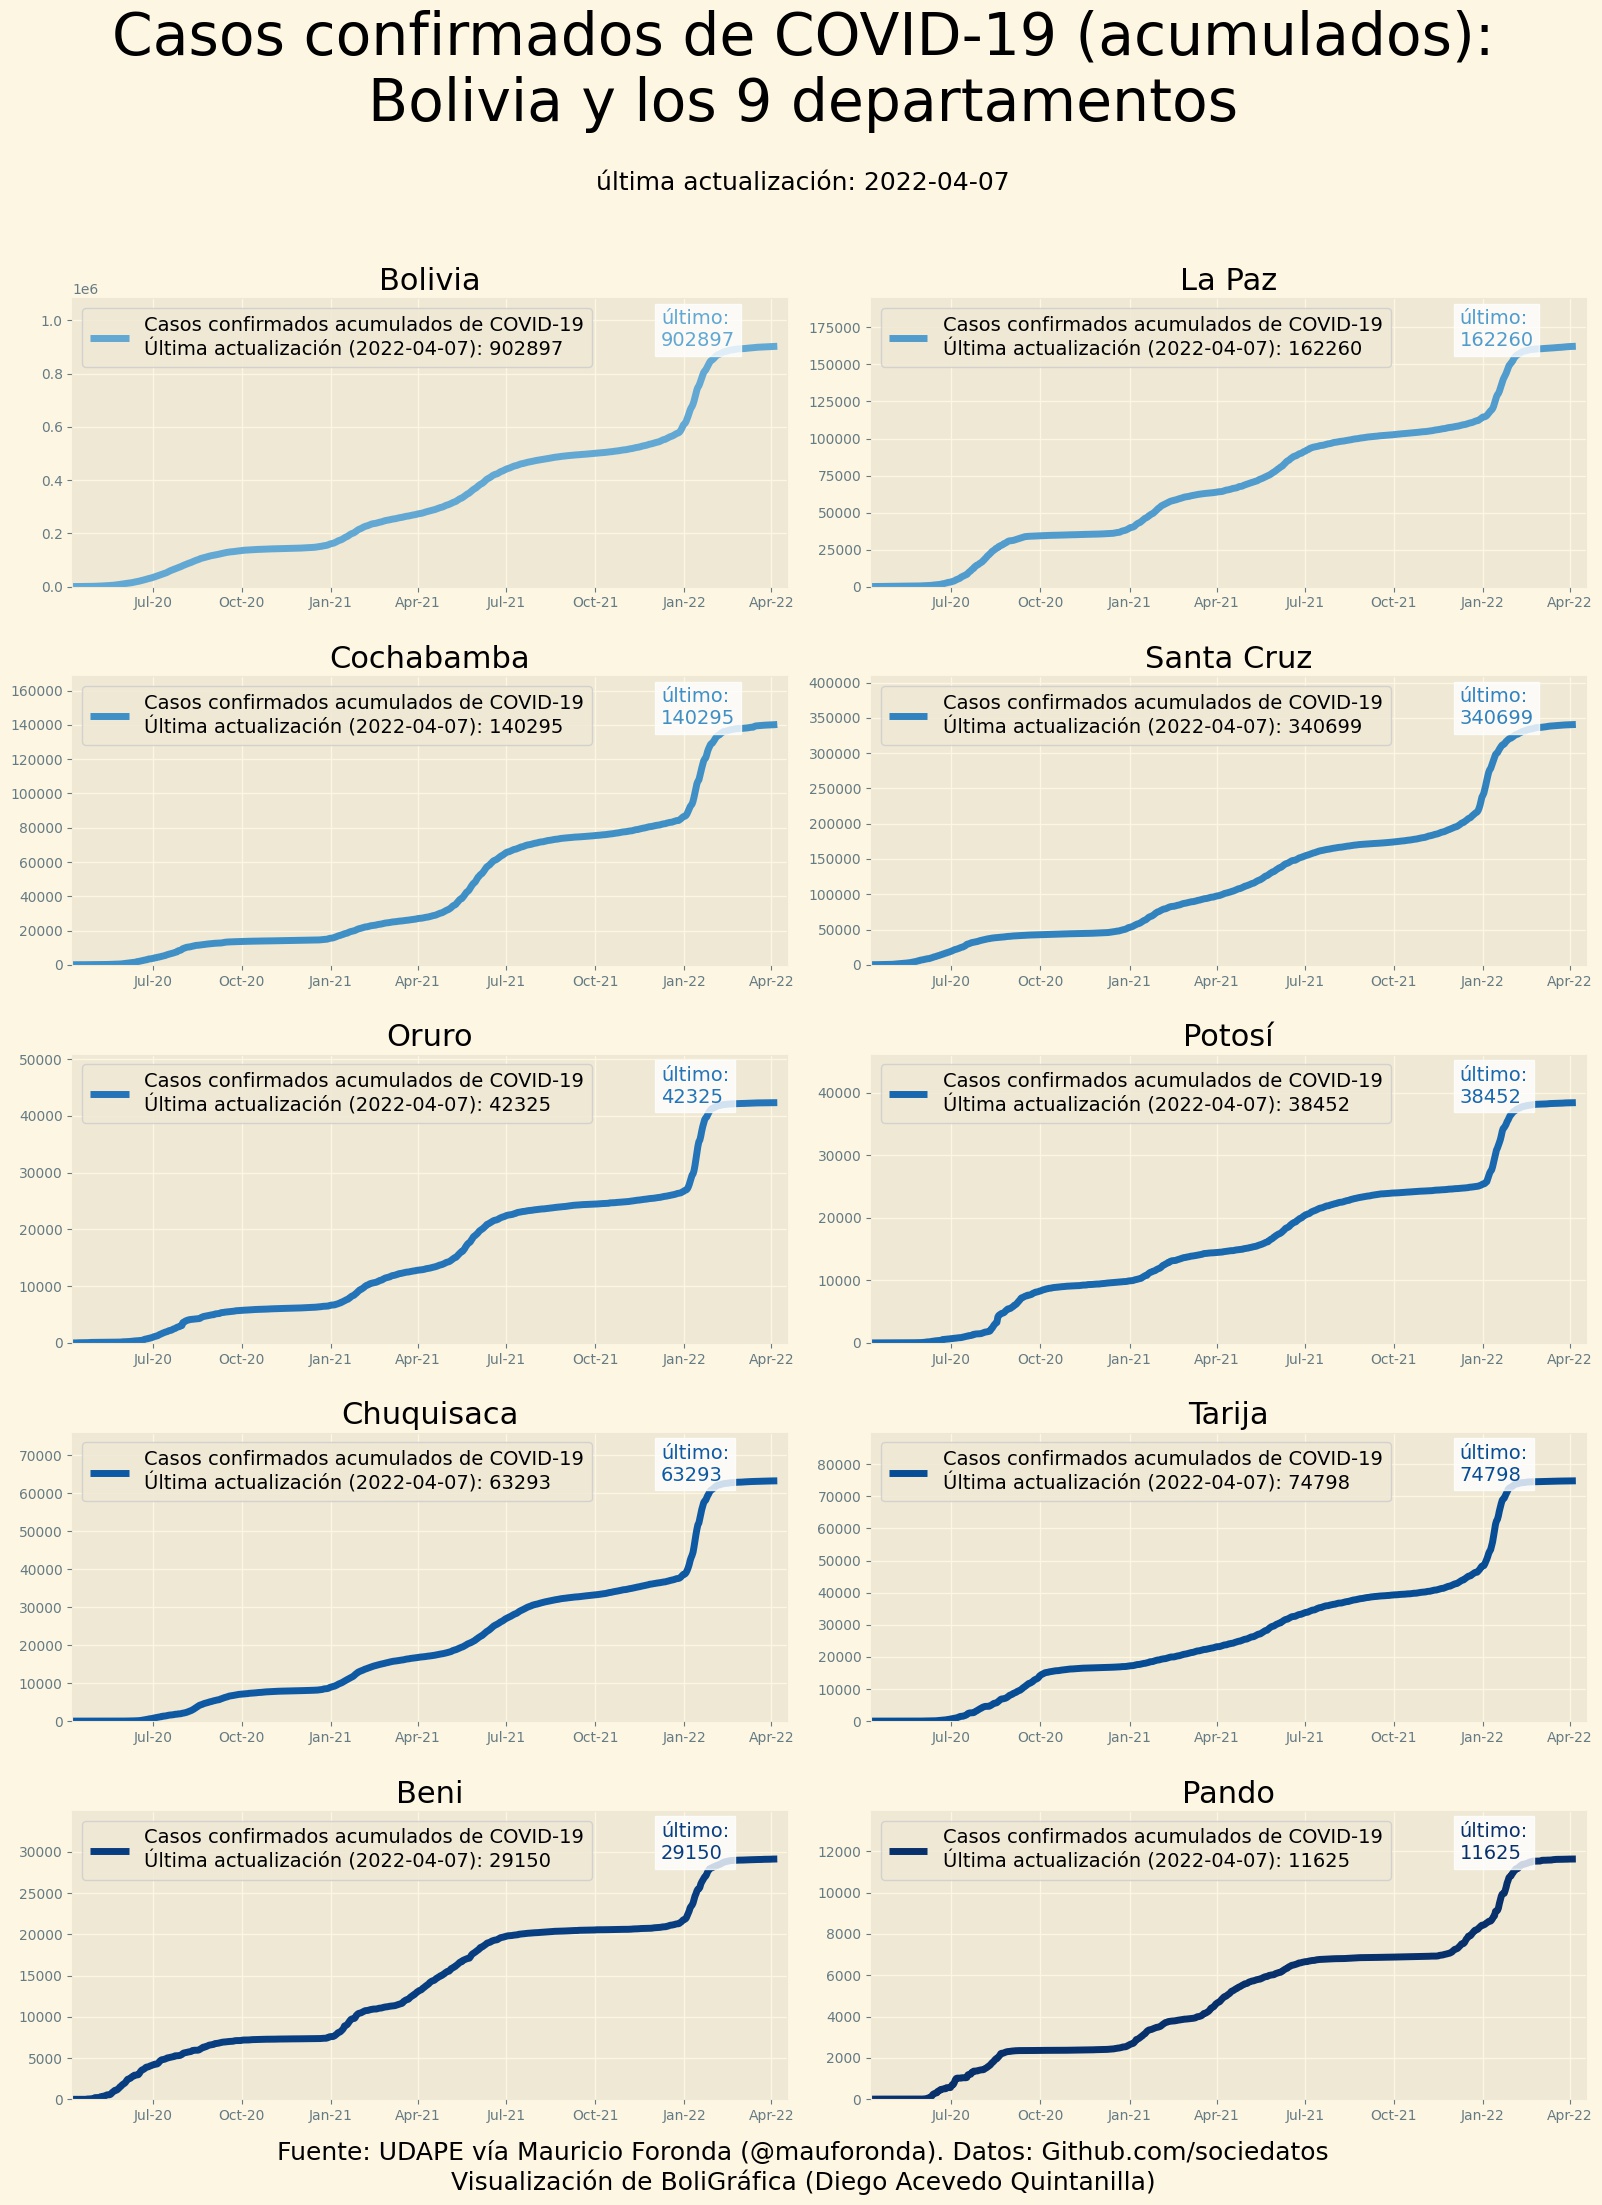 Casos confirmados de COVID-19 (acumulados):
Bolivia y los 9 departamentos
última actualización: 2022-04-07
Bolivia
1e6
Casos confirmados acumulados de COVID-19
Última actualización (2022-04-07): 902897
último:
902897
1.0
0.8
0.6
0.4
0.2
0.0
Jul-20 Oct-20 Jan-21 Apr-21 Jul-21 Oct-21 Jan-22 Apr-22
La Paz
Casos confirmados acumulados de COVID-19
Última actualización (2022-04-07): 162260
último:
162260
175000
150000
125000
100000
75000
50000
25000
0
Jul-20 Oct-20 Jan-21 Apr-21 Jul-21 Oct-21 Jan-22 Apr-22
Cochabamba
Casos confirmados acumulados de COVID-19
Última actualización (2022-04-07): 140295
último:
140295
160000
140000
120000
100000
80000
60000
40000
20000
0
Jul-20 Oct-20 Jan-21 Apr-21 Jul-21 Oct-21 Jan-22 Apr-22
Santa Cruz
Casos confirmados acumulados de COVID-19
Última actualización (2022-04-07): 340699
último:
340699
400000
350000
300000
250000
200000
150000
100000
50000
0
Jul-20 Oct-20 Jan-21 Apr-21 Jul-21 Oct-21 Jan-22 Apr-22
Oruro
Casos confirmados acumulados de COVID-19
Última actualización (2022-04-07): 42325
último:
42325
50000
40000
30000
20000
10000
0
Jul-20 Oct-20 Jan-21 Apr-21 Jul-21 Oct-21 Jan-22 Apr-22
Potosí
Casos confirmados acumulados de COVID-19
Última actualización (2022-04-07): 38452
último:
38452
40000
30000
20000
10000
0
Jul-20 Oct-20 Jan-21 Apr-21 Jul-21 Oct-21 Jan-22 Apr-22
Chuquisaca
Casos confirmados acumulados de COVID-19
Última actualización (2022-04-07): 63293
último:
63293
70000
60000
50000
40000
30000
20000
10000
0
Jul-20 Oct-20 Jan-21 Apr-21 Jul-21 Oct-21 Jan-22 Apr-22
Tarija
Casos confirmados acumulados de COVID-19
Última actualización (2022-04-07): 74798
último:
74798
80000
70000
60000
50000
40000
30000
20000
10000
0
Jul-20 Oct-20 Jan-21 Apr-21 Jul-21 Oct-21 Jan-22 Apr-22
Beni
Casos confirmados acumulados de COVID-19
Última actualización (2022-04-07): 29150
último:
29150
30000
25000
20000
15000
10000
5000
0
Jul-20 Oct-20 Jan-21 Apr-21 Jul-21 Oct-21 Jan-22 Apr-22
Pando
Casos confirmados acumulados de COVID-19
Última actualización (2022-04-07): 11625
último:
11625
12000
10000
8000
6000
4000
2000
0
Jul-20 Oct-20 Jan-21 Apr-21 Jul-21 Oct-21 Jan-22 Apr-22
Fuente: UDAPE vía Mauricio Foronda (@mauforonda). Datos: Github.com/sociedatos
Visualización de BoliGráfica (Diego Acevedo Quintanilla)